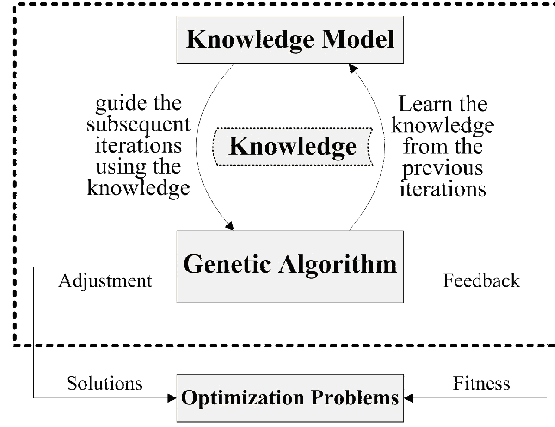 Knowledge Model
guide the
subsequent
iterations
using the
knowledge
Knowledge
Learn the
knowledge
from the
previous
iterations
Genetic Algorithm
Adjustment
Feedback
Solutions
Optimization Problems
Fitness